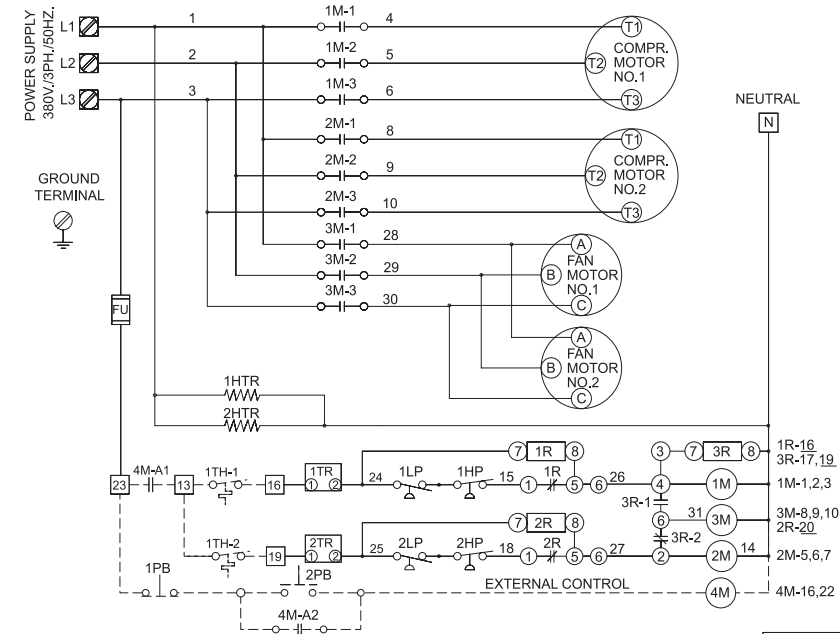 POWER SUPPLY
380V./3PH./50HZ.
L1
1
1M-1
4
T1
L2
2
1M-2
5
T2
COMPR.
MOTOR
NO.1
L3
3
1M-3
6
T3
NEUTRAL
N
2M-1
8
T1
GROUND
TERMINAL
2M-2
9
T2
COMPR.
MOTOR
NO.2
2M-3
10
T3
3M-1
28
A
3M-2
29
B
FAN
MOTOR
NO.1
3M-3
30
C
FU
A
B
FAN
MOTOR
NO.2
C
1HTR
2HTR
7 1R 8
3 7 3R 8
1R-16
3R-17,19
23
4M-A1
13
1TH-1
16
1TR
1 2
24
1LP
1HP
15
1
1R
5
6
26
4
1M
1M-1,2,3
3R-1
6
31
3M
3M-8,9,10
2R-20
7 2R 8
3R-2
1TH-2
19
2TR
1 2
25
2LP
2HP
18
1
2R
5
6
27
2
2M
14
2M-5,6,7
1PB
2PB
EXTERNAL CONTROL
4M
4M-16,22
4M-A2